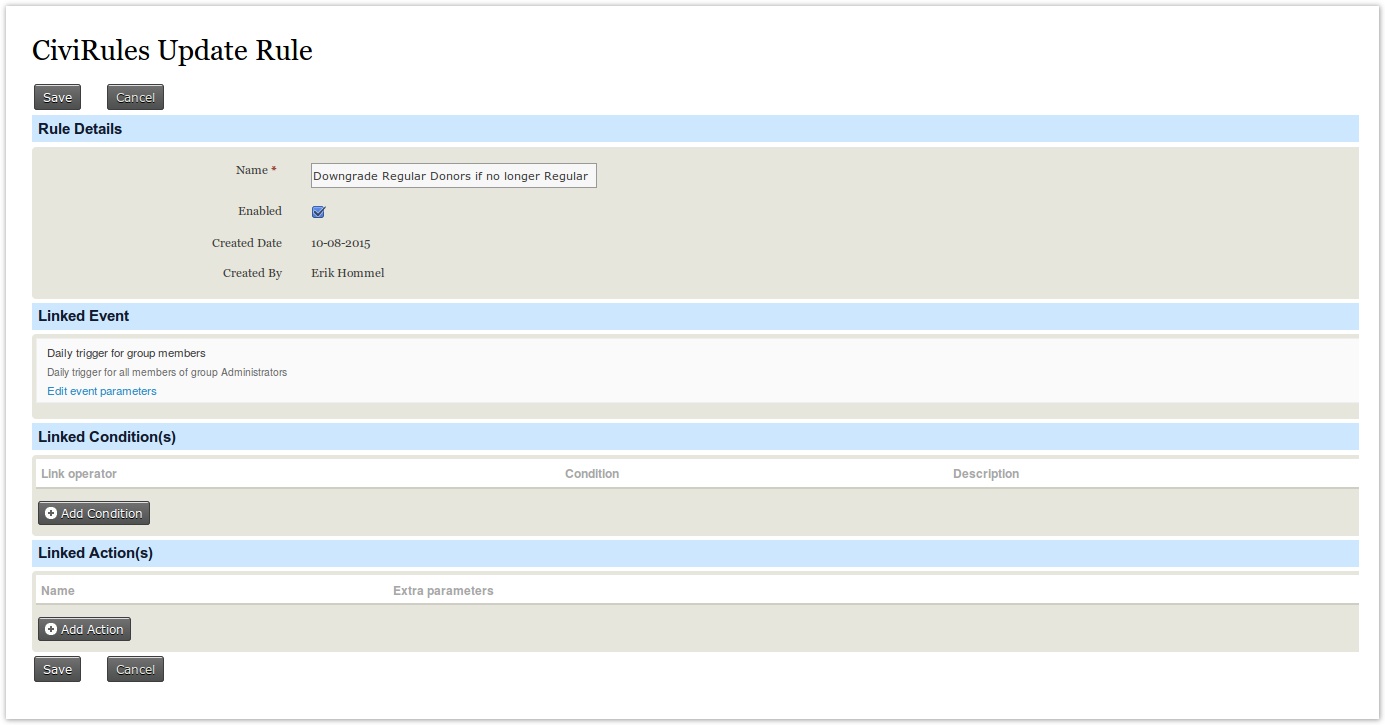 CiviRules Update Rule
Save Cancel
Rule Details
Name * Downgrade Regular Donors if no longer Regular
Enabled
Created Date 10-08-2015
Created By Erik Hommel
Linked Event
Daily trigger for group members
Daily trigger for all members of group Administrators
Edit event parameters
Linked Condition(s)
Link operator Condition Description
Add Condition
Linked Action(s)
Name Extra parameters
Add Action
Save Cancel